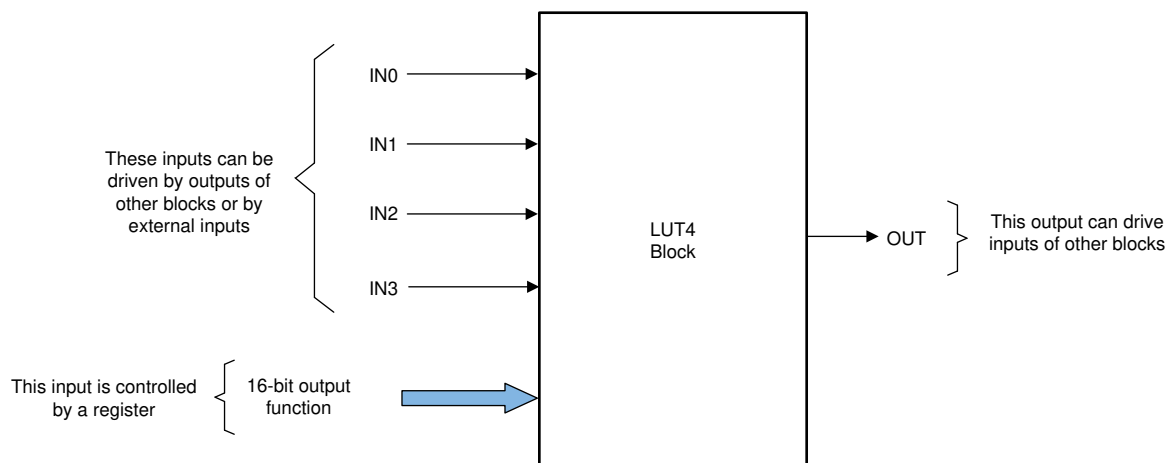 These inputs can be
driven by outputs of
other blocks or by
external inputs
IN0
IN1
IN2
IN3
This input is controlled
by a register
16-bit output
function
LUT4
Block
OUT
This output can drive
inputs of other blocks